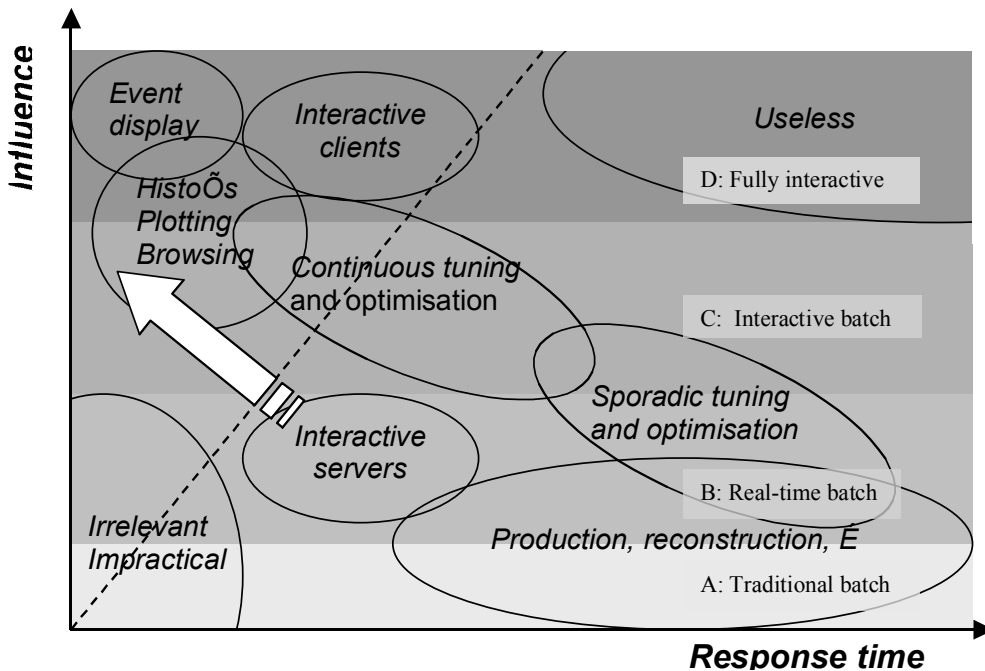 Influence
Event
display
Interactive
clients
Useless
D: Fully interactive
HistoÕs
Plotting
Browsing
Continuous tuning
and optimisation
C:  Interactive batch
Sporadic tuning
and optimisation
Interactive
servers
B: Real-time batch
Irrelevant
Impractical
Production, reconstruction, É
A: Traditional batch
Response time